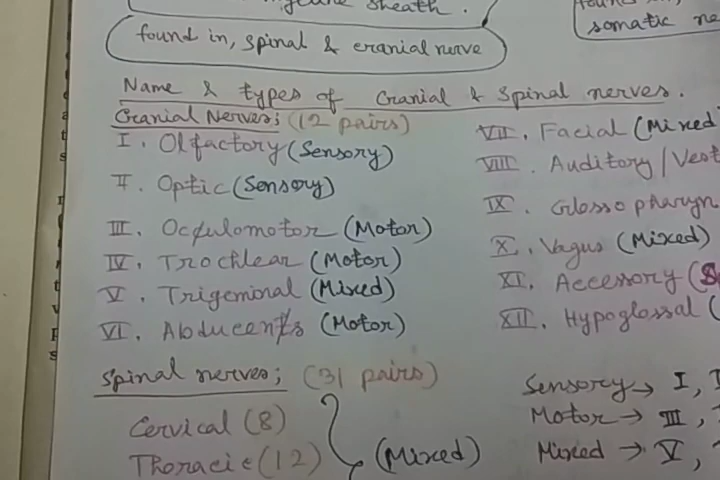 sheath.
found in, spinal & cranial nerve
somatic
Name & types of Cranial & Spinal nerves.
Cranial Nerves; (12 pairs)
I. Olfactory (Sensory)
II. Optic (Sensory)
III. Occulomotor (Motor)
IV. Trochlear (Motor)
V. Trigeminal (Mixed)
VI. Abducents (Motor)
VII. Facial (Mixed
VIII. Auditory/Vest
IX. Glossopharyn
X. Vagus (Mixed)
XI. Accessory (
XII. Hypoglossal (
Spinal nerves; (31 pairs)
Cervical (8)
Thoracic (12)
(Mixed)
Sensory → I,
Motor → III,
Mixed → V,